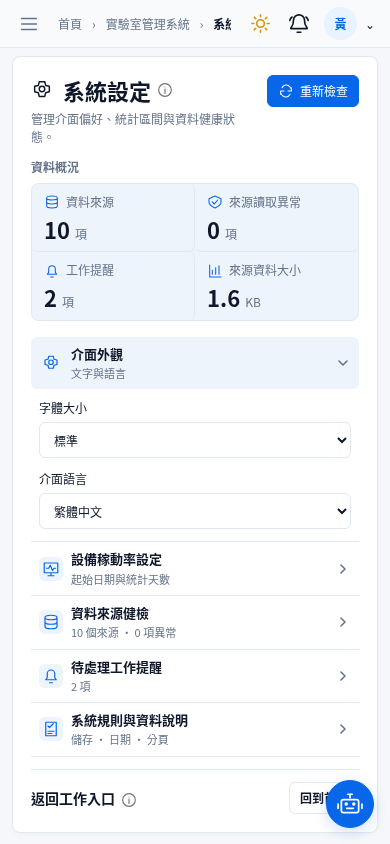 首頁 › 實驗室管理系統 › 系
黃
系統設定
重新檢查
管理介面偏好、統計區間與資料健康狀
態。
資料概況
資料來源
10 項
來源讀取異常
0 項
工作提醒
2 項
來源資料大小
1.6 KB
介面外觀
文字與語言
字體大小
標準
介面語言
繁體中文
設備稼動率設定
起始日期與統計天數
資料來源健檢
10 個來源 · 0 項異常
待處理工作提醒
2 項
系統規則與資料說明
儲存 · 日期 · 分頁
返回工作入口
回到